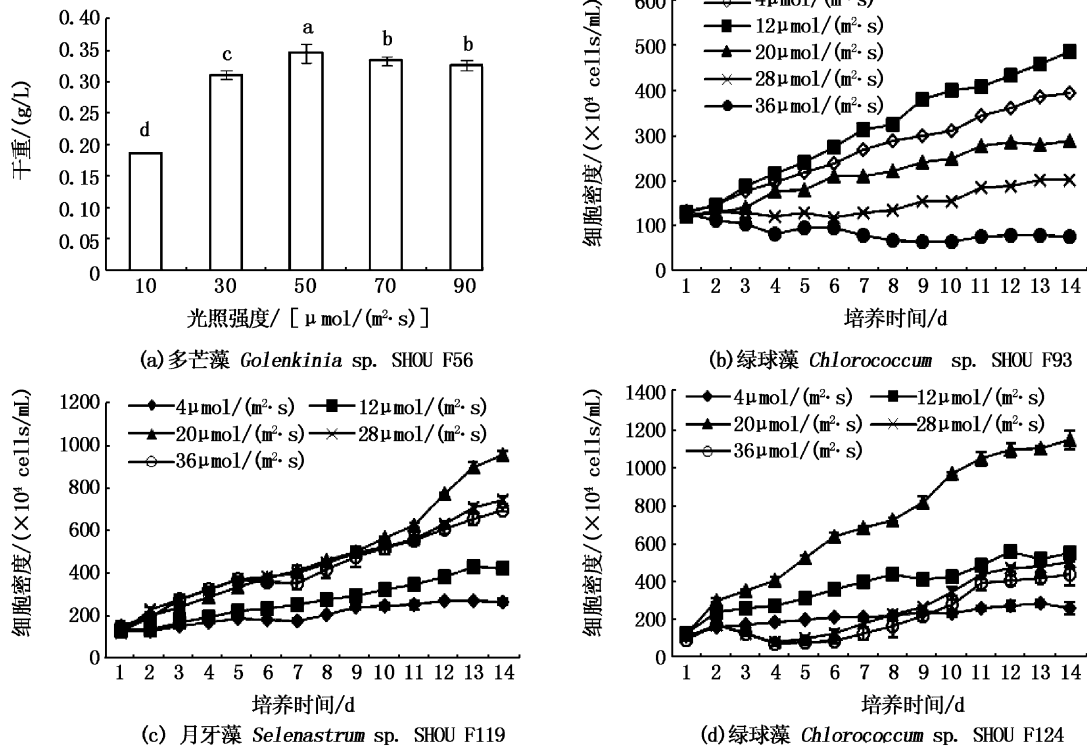 0.40
0.35
0.30
0.25
0.20
0.15
0.10
0.05
0
干重/(g/L)
d
c
a
b
b
10 30 50 70 90
光照强度/[μmol/(m²·s)]
(a)多芒藻 Golenkinia sp. SHOU F56
600
500
400
300
200
100
0
细胞密度/(×10⁴ cells/mL)
4μmol/(m²·s)
12μmol/(m²·s)
20μmol/(m²·s)
28μmol/(m²·s)
36μmol/(m²·s)
1 2 3 4 5 6 7 8 9 10 11 12 13 14
培养时间/d
(b)绿球藻 Chlorococcum sp. SHOU F93
1200
1000
800
600
400
200
0
细胞密度/(×10⁴ cells/mL)
4μmol/(m²·s) 12μmol/(m²·s)
20μmol/(m²·s) 28μmol/(m²·s)
36μmol/(m²·s)
1 2 3 4 5 6 7 8 9 10 11 12 13 14
培养时间/d
(c) 月牙藻 Selenastrum sp. SHOU F119
1400
1200
1000
800
600
400
200
0
细胞密度/(×10⁴ cells/mL)
4μmol/(m²·s) 12μmol/(m²·s)
20μmol/(m²·s) 28μmol/(m²·s)
36μmol/(m²·s)
1 2 3 4 5 6 7 8 9 10 11 12 13 14
培养时间/d
(d)绿球藻 Chlorococcum sp. SHOU F124